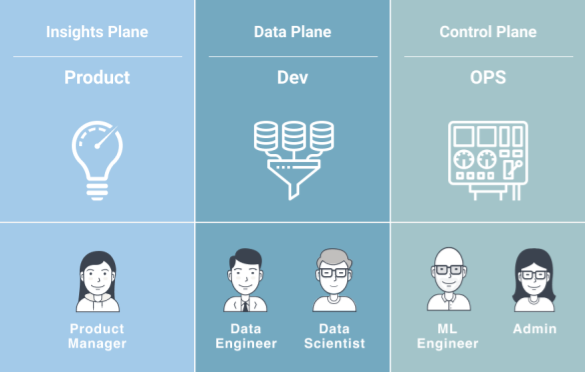 Insights Plane
Product
Product
Manager
Data Plane
Dev
Data
Engineer
Data
Scientist
Control Plane
OPS
ML
Engineer
Admin